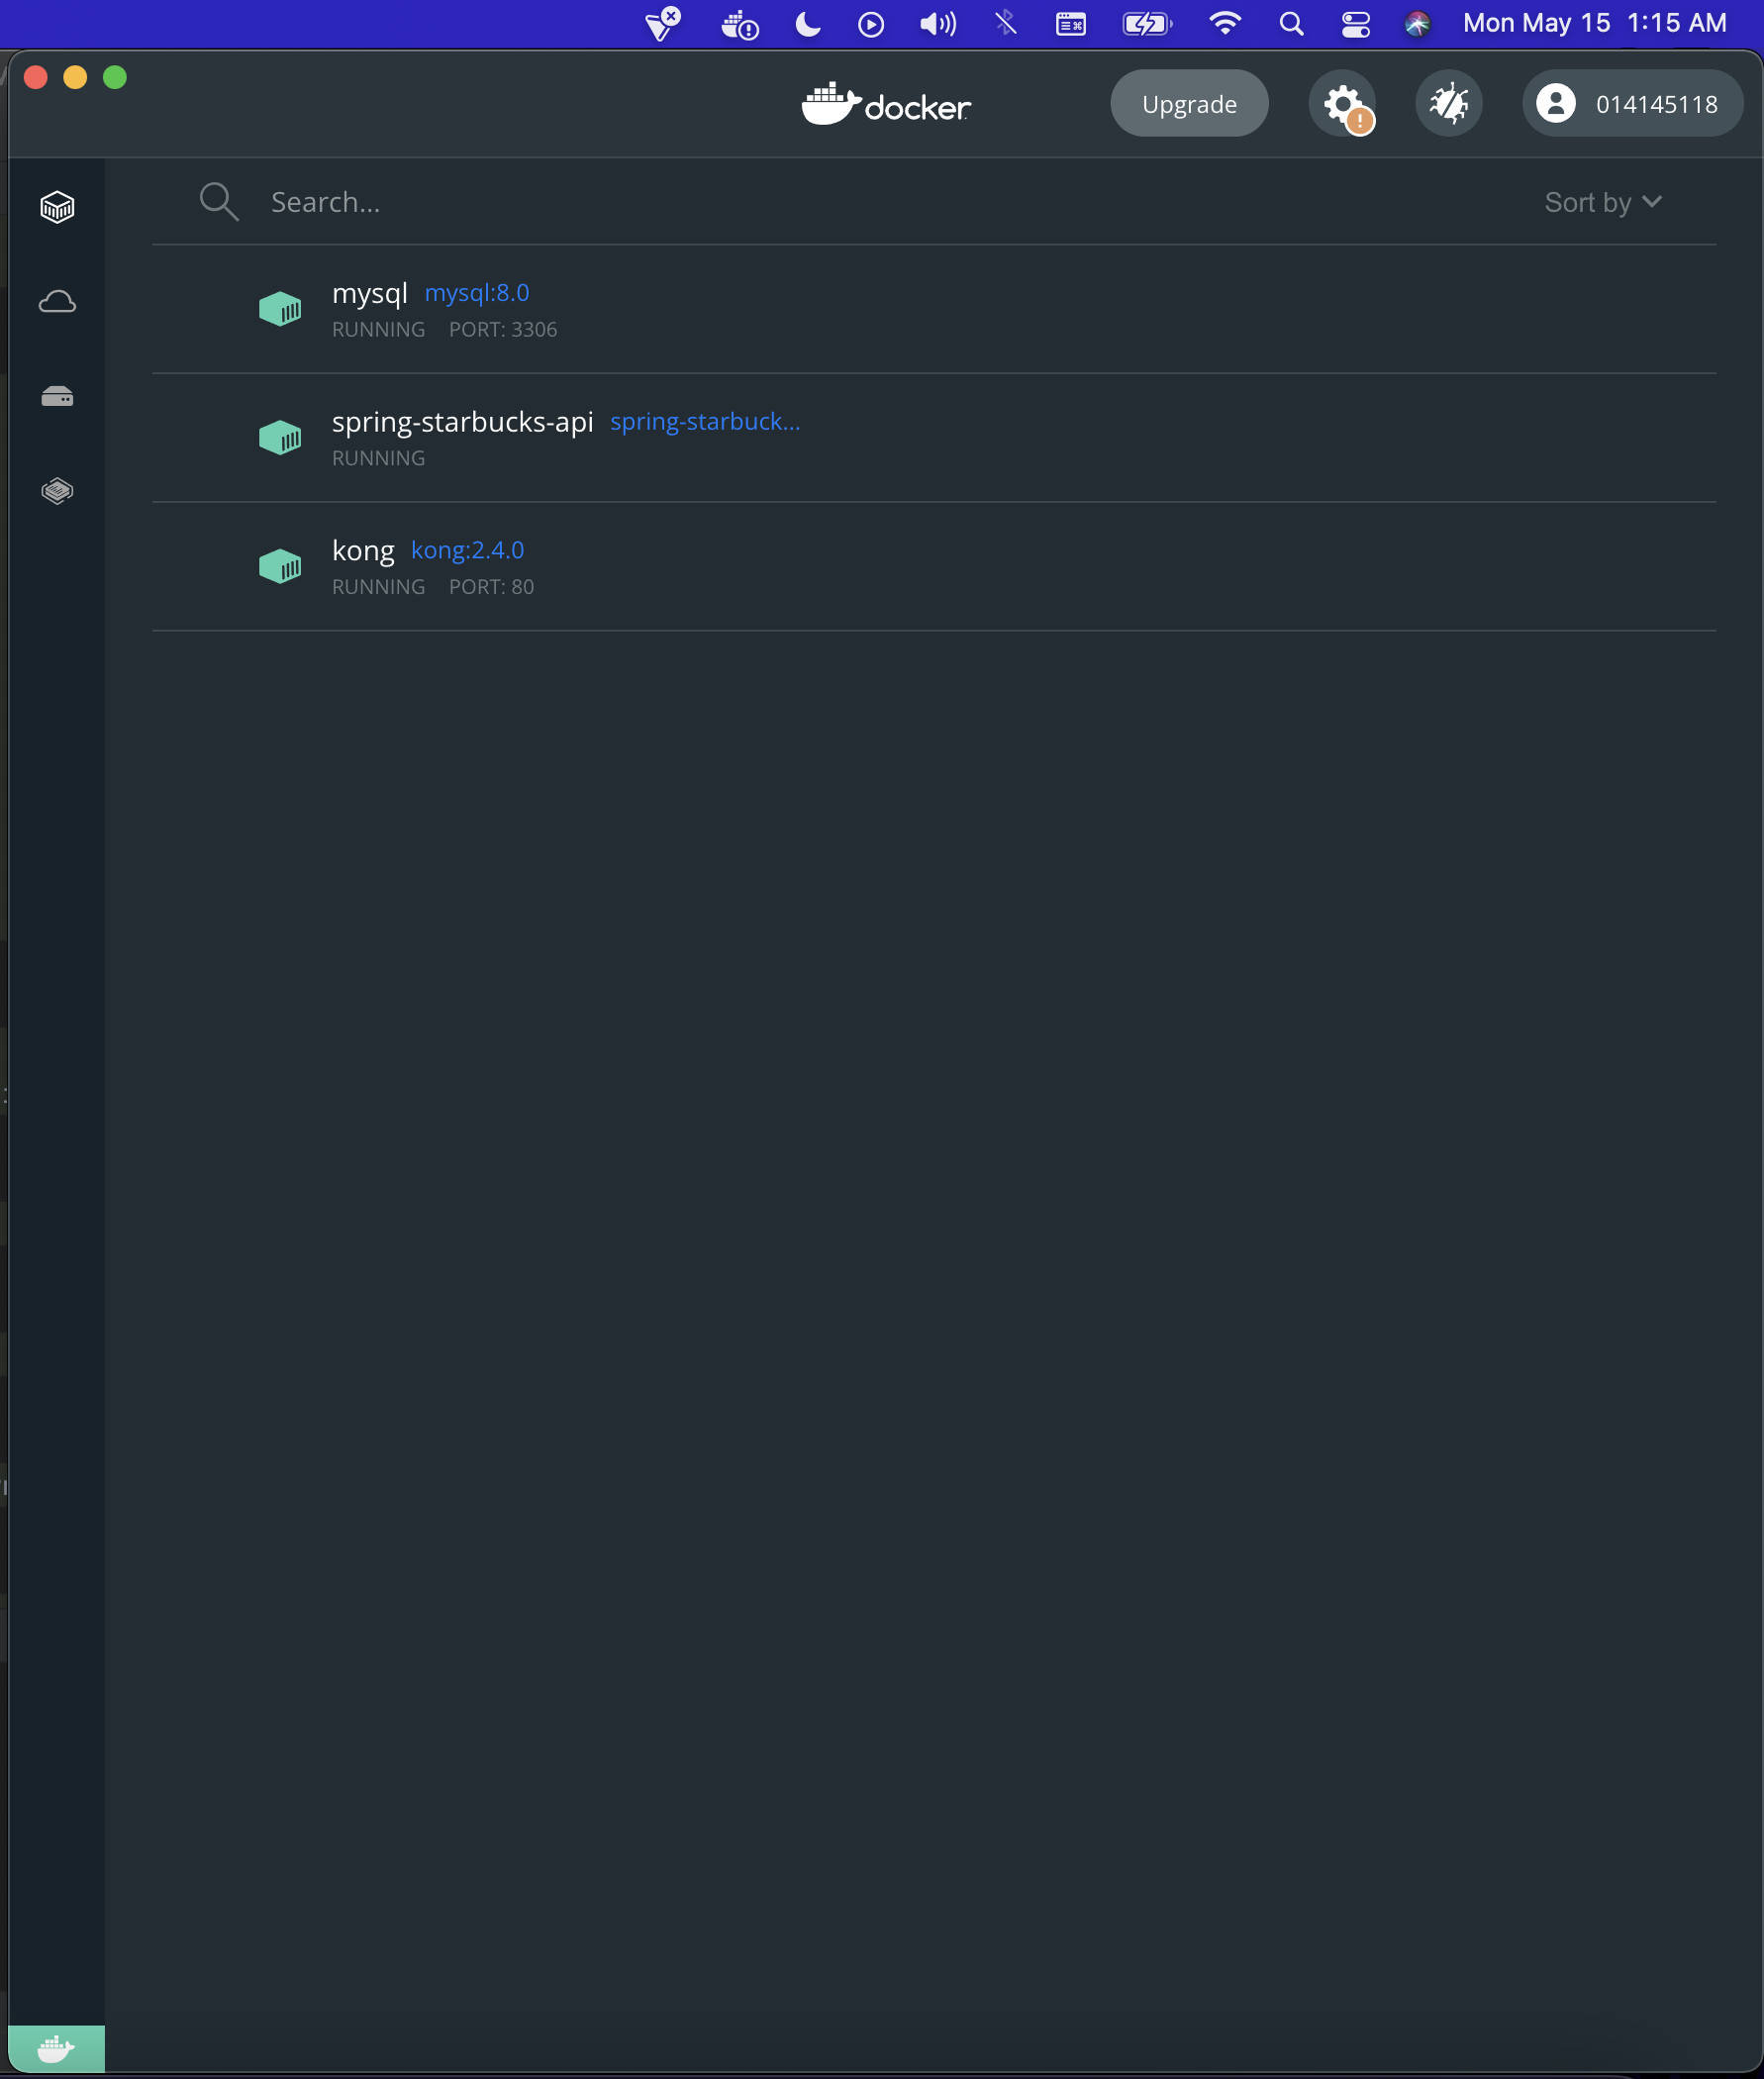 Mon May 15 1:15 AM
docker
Upgrade
014145118
Search...
Sort by
mysql mysql:8.0
RUNNING PORT: 3306
spring-starbucks-api spring-starbuck...
RUNNING
kong kong:2.4.0
RUNNING PORT: 80